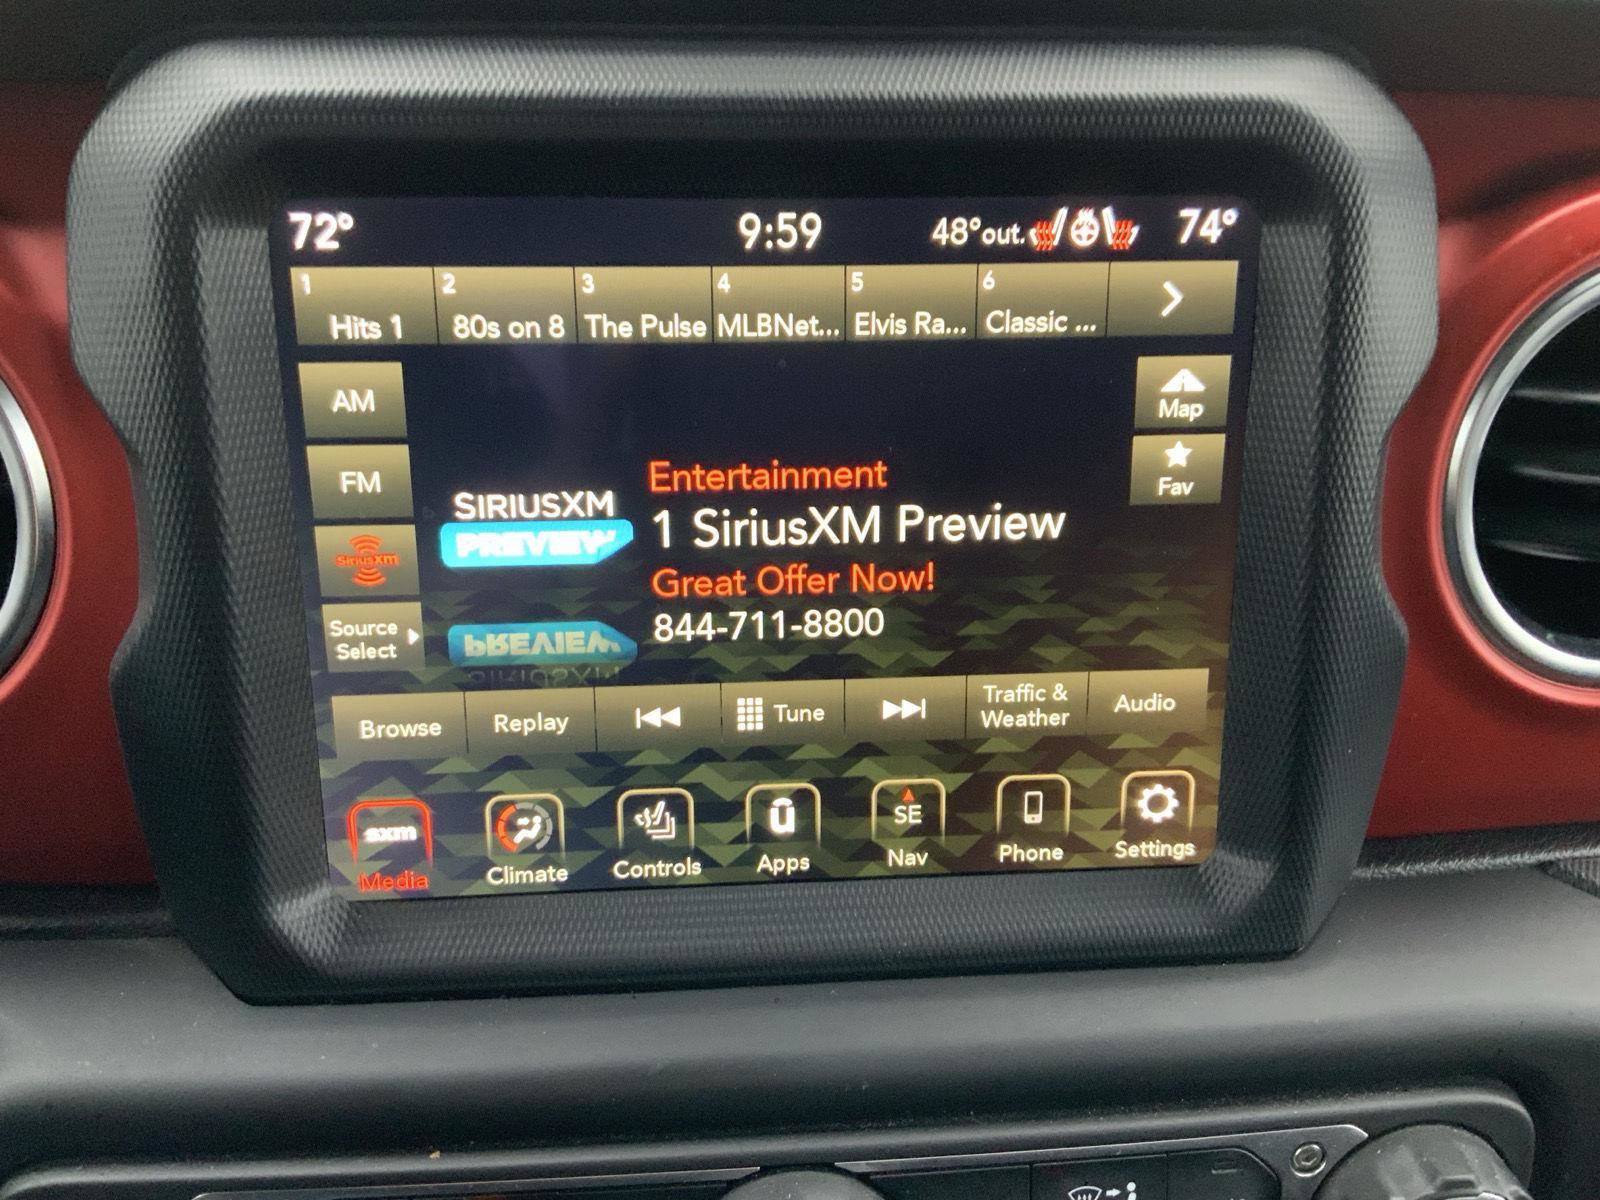 72° 9:59 48°out. 74°
1 2 3 4 5 6
Hits 1 80s on 8 The Pulse MLBNet... Elvis Ra... Classic ...
AM
Map
FM
Fav
SiriusXM
Source
Select
SIRIUSXM
PREVIEW
Entertainment
1 SiriusXM Preview
Great Offer Now!
844-711-8800
Browse Replay Tune Traffic &
Weather Audio
sxm
Media
Climate
Controls
ū
Apps
SE
Nav
Phone
Settings